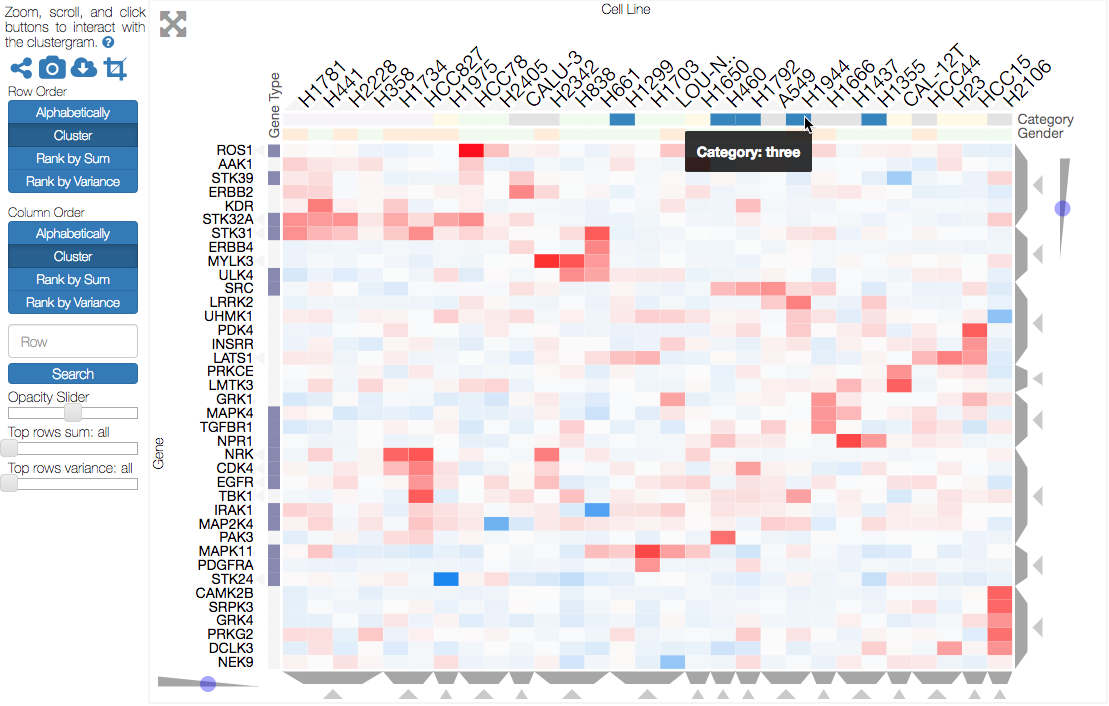 Zoom, scroll, and click
buttons to interact with
the clustergram. ?
Row Order
Alphabetically
Cluster
Rank by Sum
Rank by Variance
Column Order
Alphabetically
Cluster
Rank by Sum
Rank by Variance
Row
Search
Opacity Slider
Top rows sum: all
Top rows variance: all
Cell Line
H1781
H441
H2228
H358
H1734
HCC827
H1975
HCC78
H2405
CALU-3
H2342
H838
H661
H1299
H1703
LOU-N..
H1650
H460
H1792
A549
H1944
H1666
H1437
H1355
CAL-12T
HCC44
H23
HCC15
H2106
Gene Type
Category
Gender
Category: three
Gene
ROS1
AAK1
STK39
ERBB2
KDR
STK32A
STK31
ERBB4
MYLK3
ULK4
SRC
LRRK2
UHMK1
PDK4
INSRR
LATS1
PRKCE
LMTK3
GRK1
MAPK4
TGFBR1
NPR1
NRK
CDK4
EGFR
TBK1
IRAK1
MAP2K4
PAK3
MAPK11
PDGFRA
STK24
CAMK2B
SRPK3
GRK4
PRKG2
DCLK3
NEK9